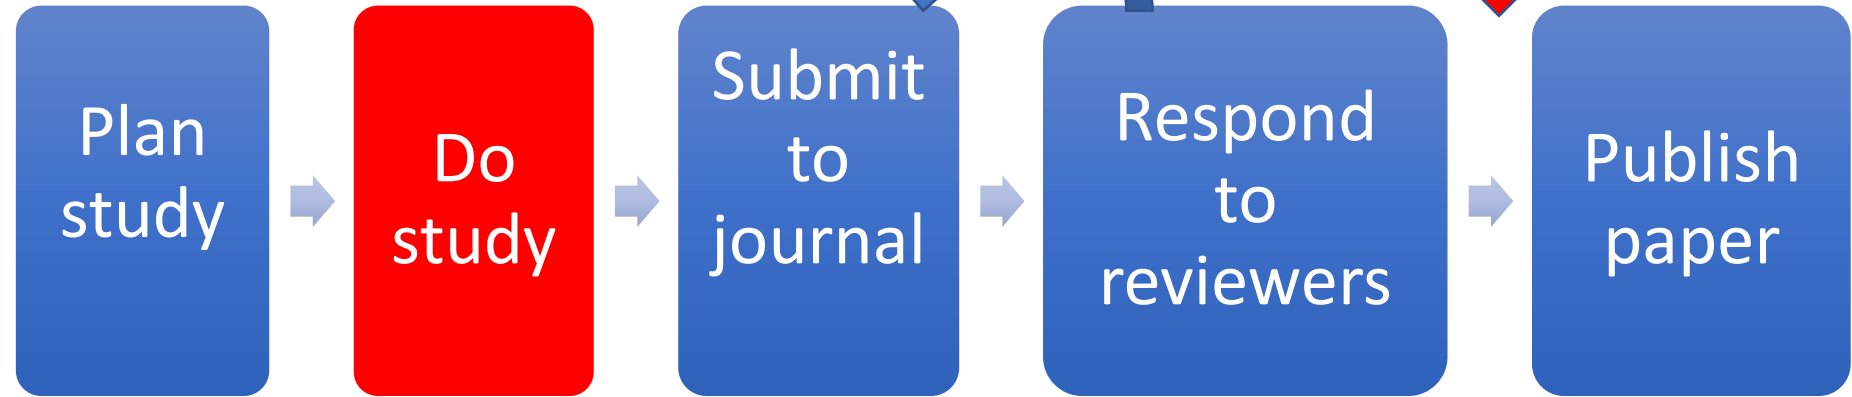 Plan
study
Do
study
Submit
to
journal
Respond
to
reviewers
Publish
paper